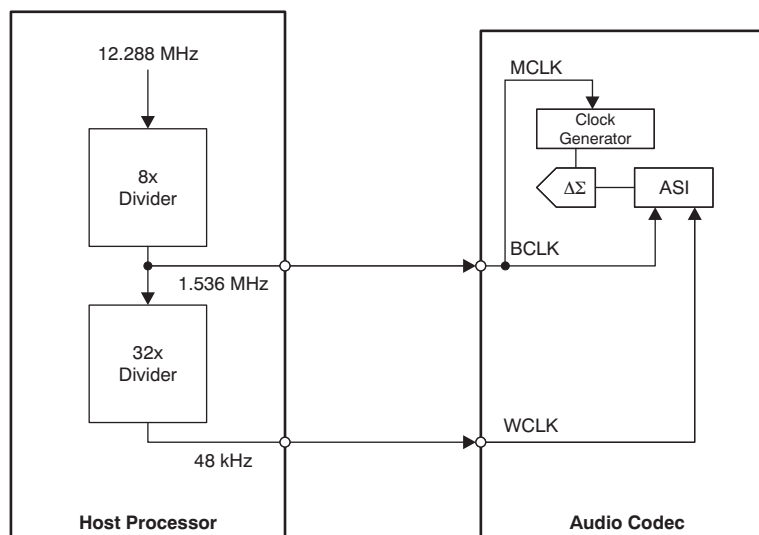 12.288 MHz
8x
Divider
1.536 MHz
32x
Divider
48 kHz
Host Processor
MCLK
Clock
Generator
ΔΣ
ASI
BCLK
WCLK
Audio Codec